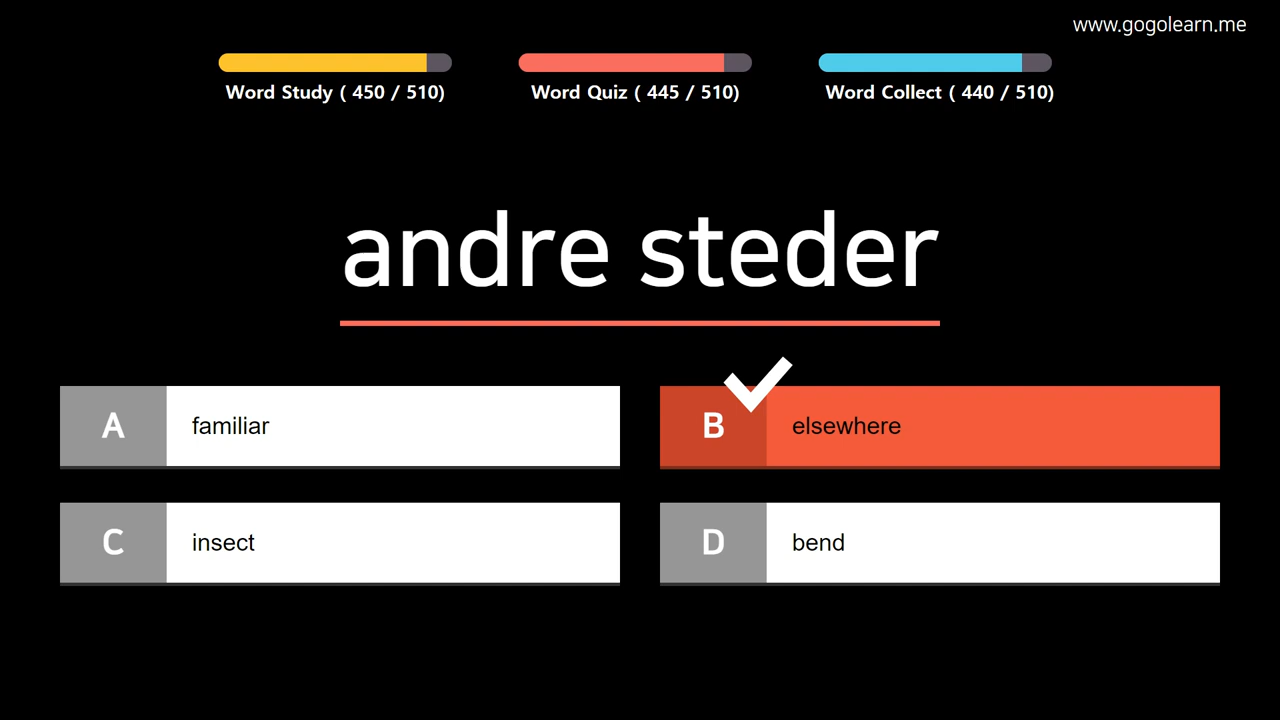 www.gogolearn.me
Word Study ( 450 / 510)
Word Quiz ( 445 / 510)
Word Collect ( 440 / 510)
andre steder
A familiar
B elsewhere
C insect
D bend